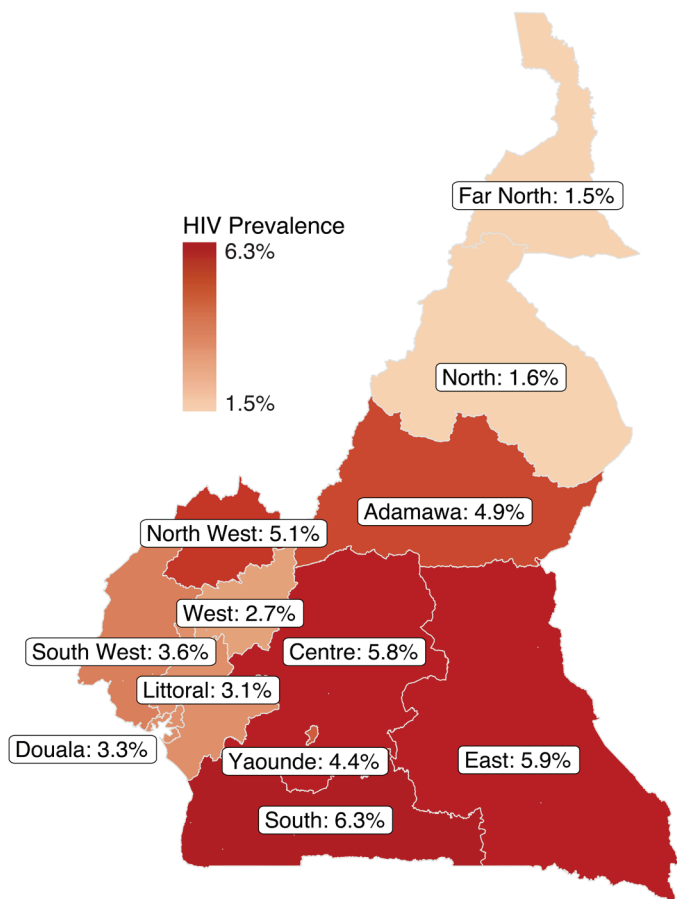 Far North: 1.5%
HIV Prevalence
6.3%
1.5%
North: 1.6%
Adamawa: 4.9%
North West: 5.1%
West: 2.7%
South West: 3.6%
Centre: 5.8%
Littoral: 3.1%
Douala: 3.3%
Yaounde: 4.4%
East: 5.9%
South: 6.3%